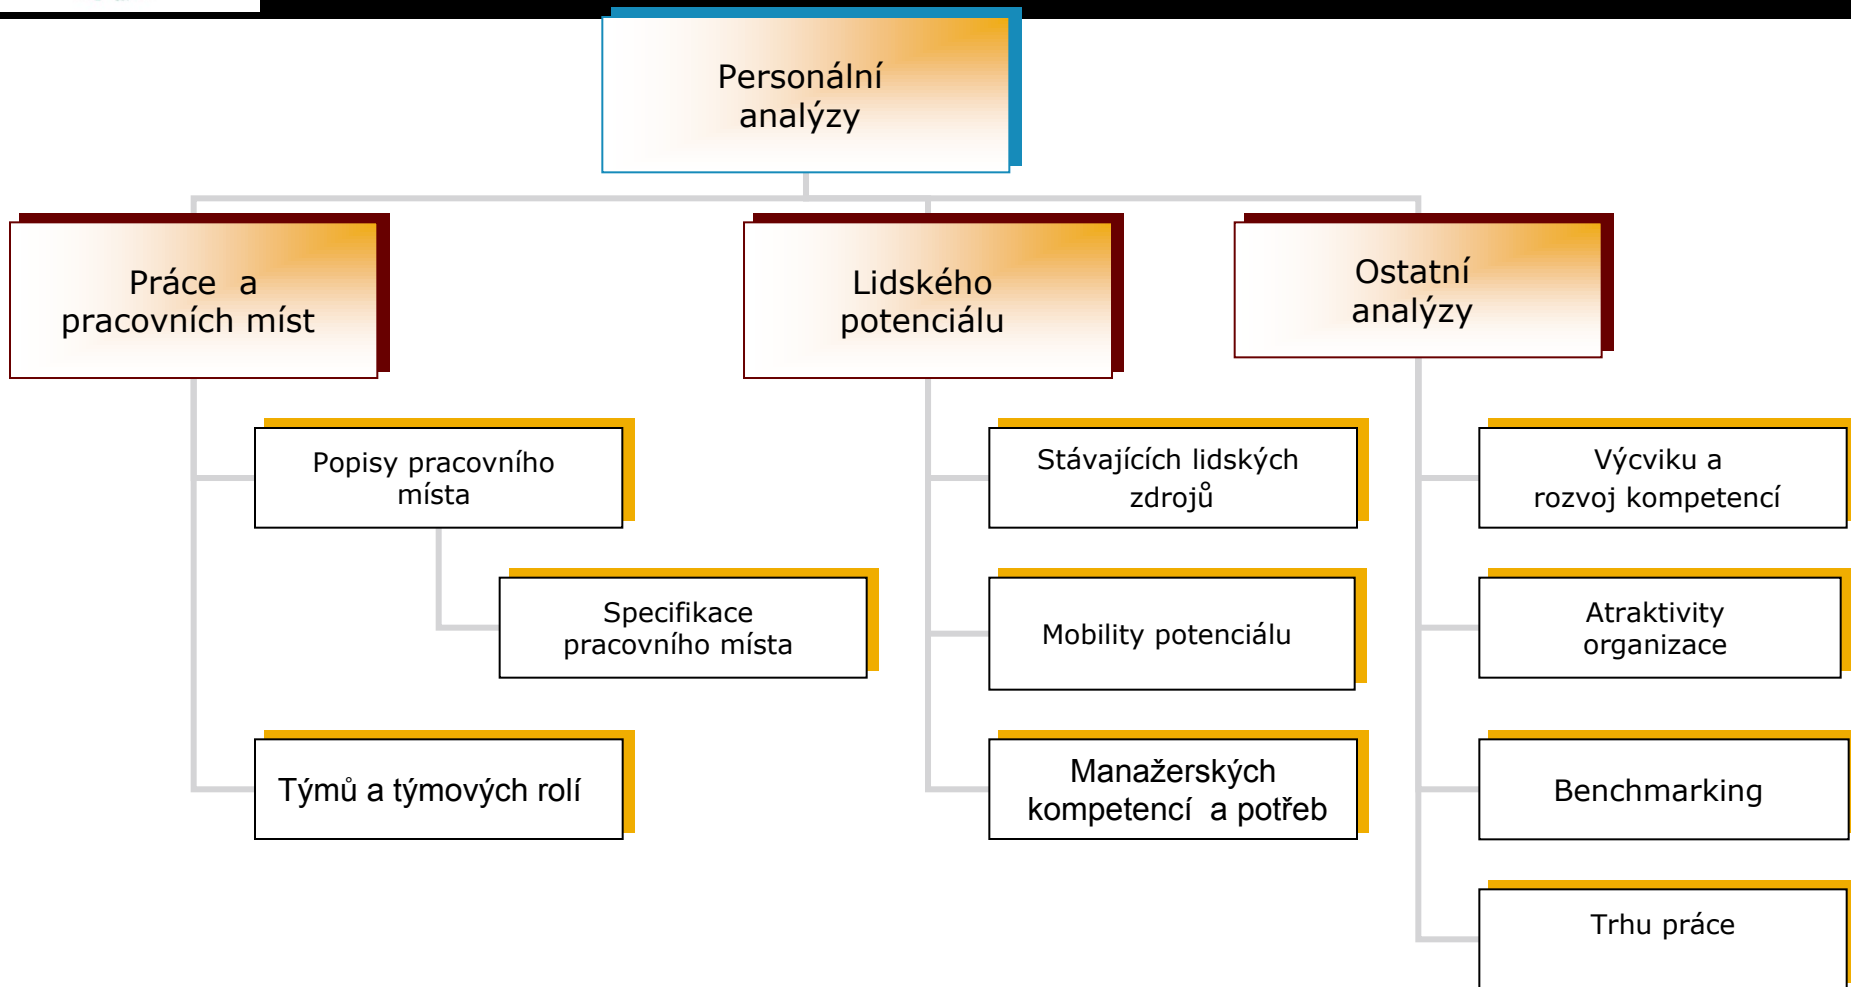 Personální
analýzy
Práce  a
pracovních míst
Lidského
potenciálu
Ostatní
analýzy
Popisy pracovního
místa
Specifikace
pracovního místa
Týmů a týmových rolí
Stávajících lidských
zdrojů
Mobility potenciálu
Manažerských
kompetencí  a potřeb
Výcviku a
rozvoj kompetencí
Atraktivity
organizace
Benchmarking
Trhu práce